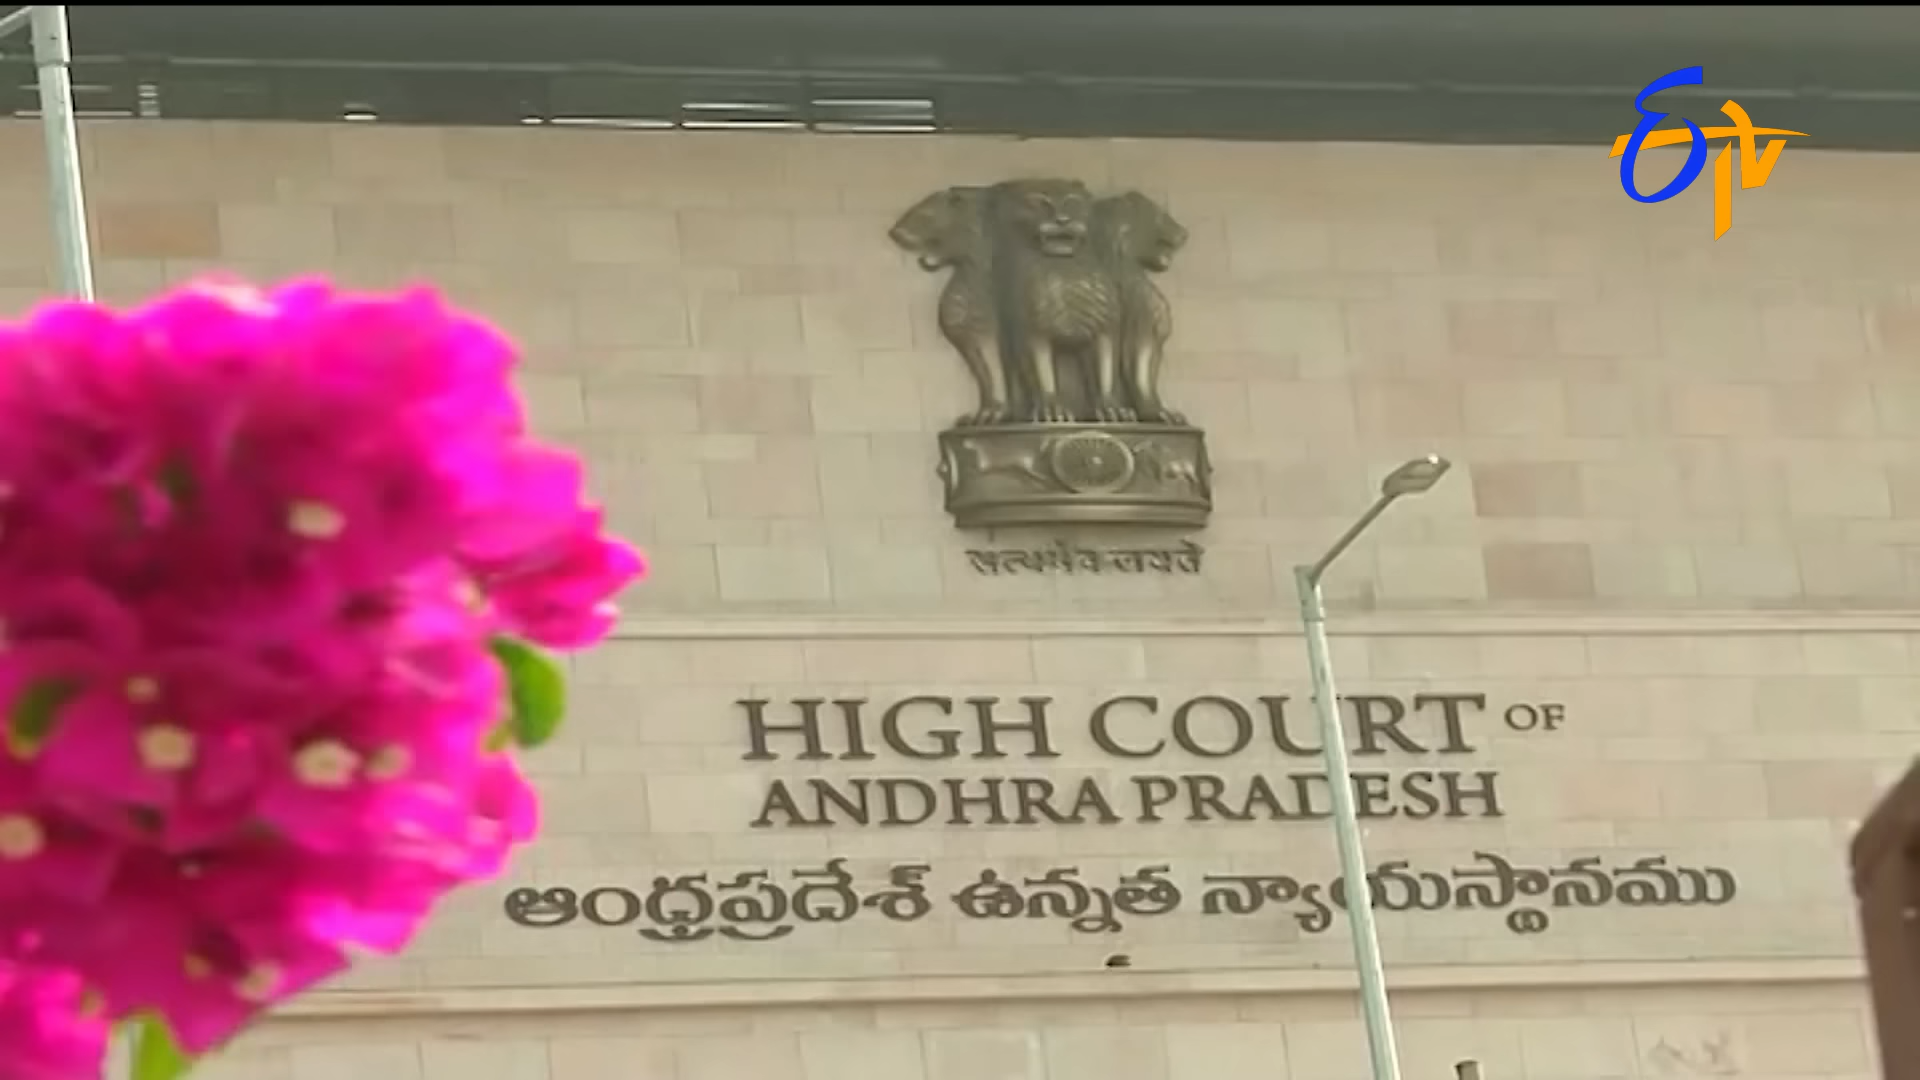 ETV
सत्यमेव जयते
HIGH COURT OF
ANDHRA PRADESH
ఆంధ్రప్రదేశ్ ఉన్నత న్యాయస్థానము